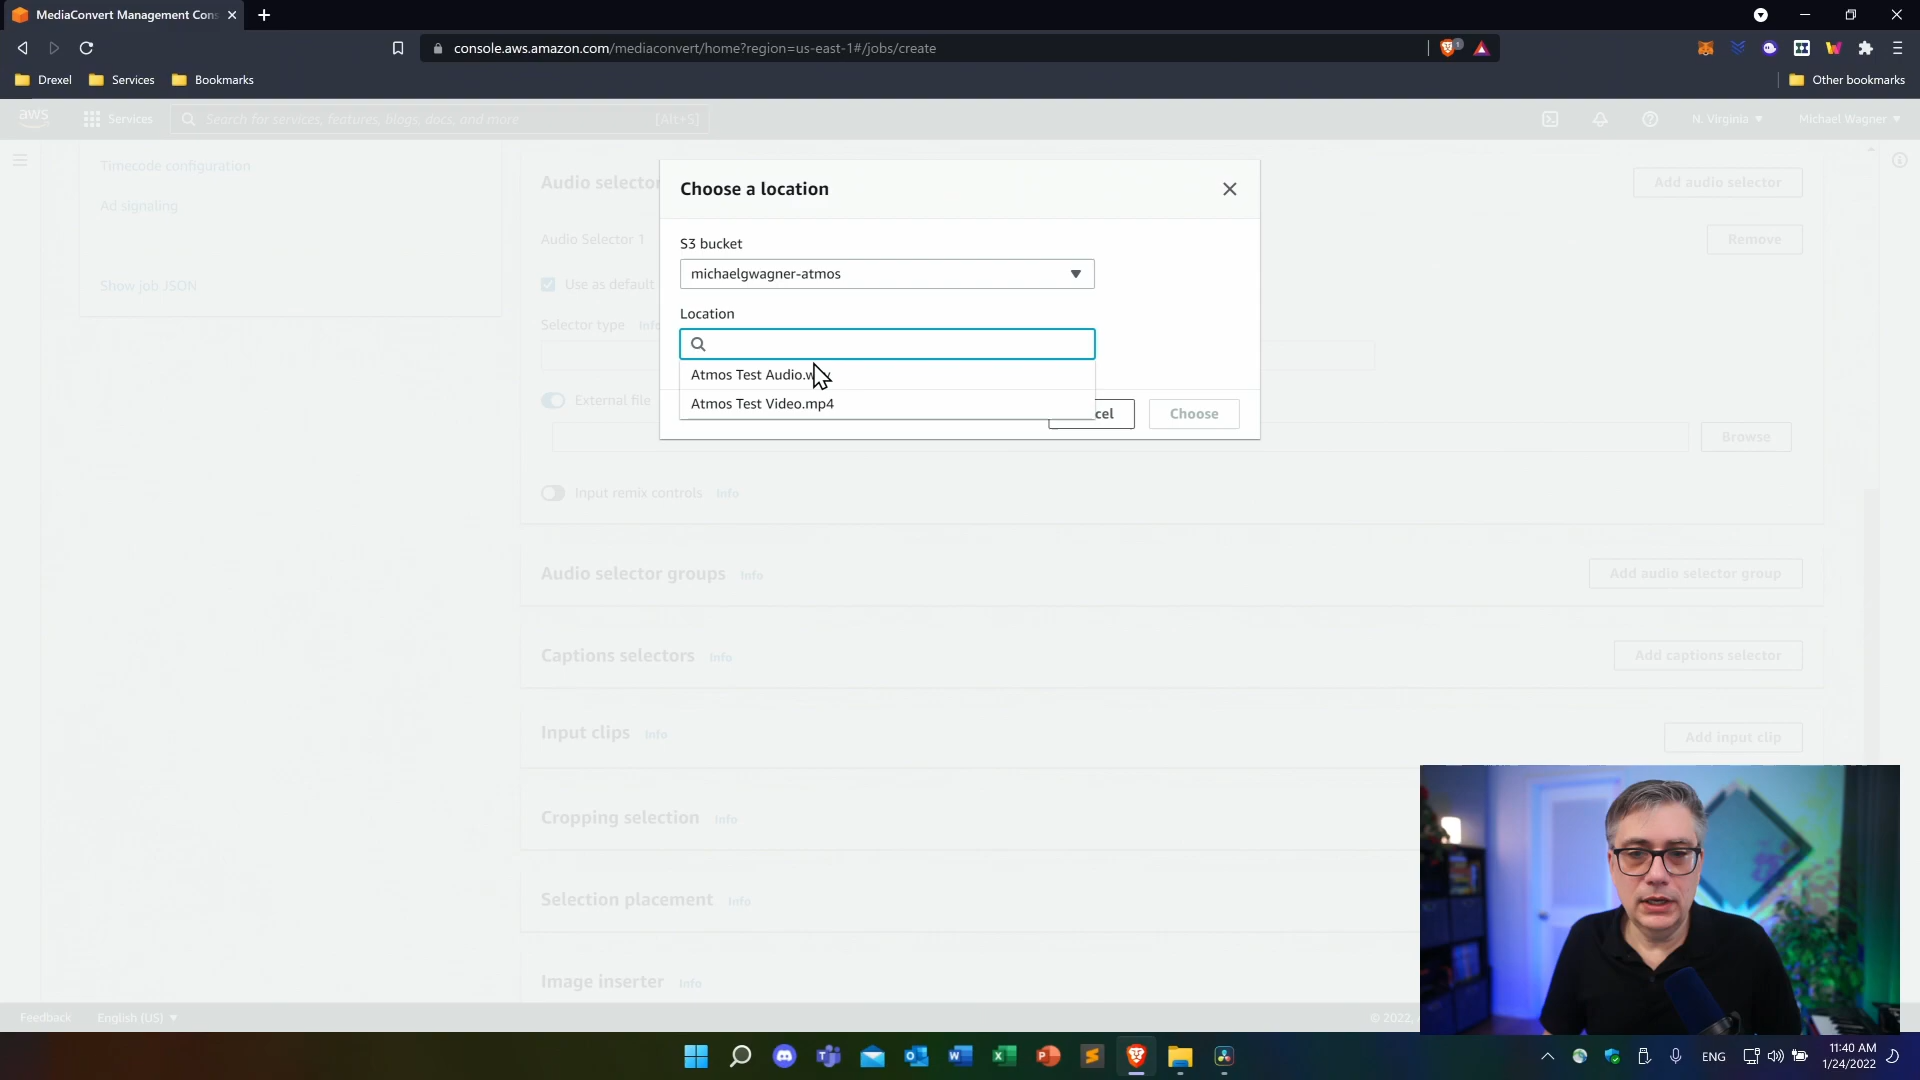 MediaConvert Management Cons
console.aws.amazon.com/mediaconvert/home?region=us-east-1#/jobs/create
Drexel
Services
Bookmarks
Other bookmarks
aws
Services
Search for services, features, blogs, docs, and more
[Alt+S]
N. Virginia
Michael Wagner
Timecode configuration
Ad signaling
Show job JSON
Audio selector
Add audio selector
Audio Selector 1
Remove
Use as default
Selector type
External file
Browse
Input remix controls Info
Audio selector groups Info
Add audio selector group
Captions selectors Info
Add captions selector
Input clips Info
Add input clip
Cropping selection Info
Selection placement Info
Image inserter Info
Choose a location
S3 bucket
michaelgwagner-atmos
Location
Atmos Test Audio.wav
Atmos Test Video.mp4
Choose
Feedback
English (US)
© 2022,
ENG
11:40 AM
1/24/2022